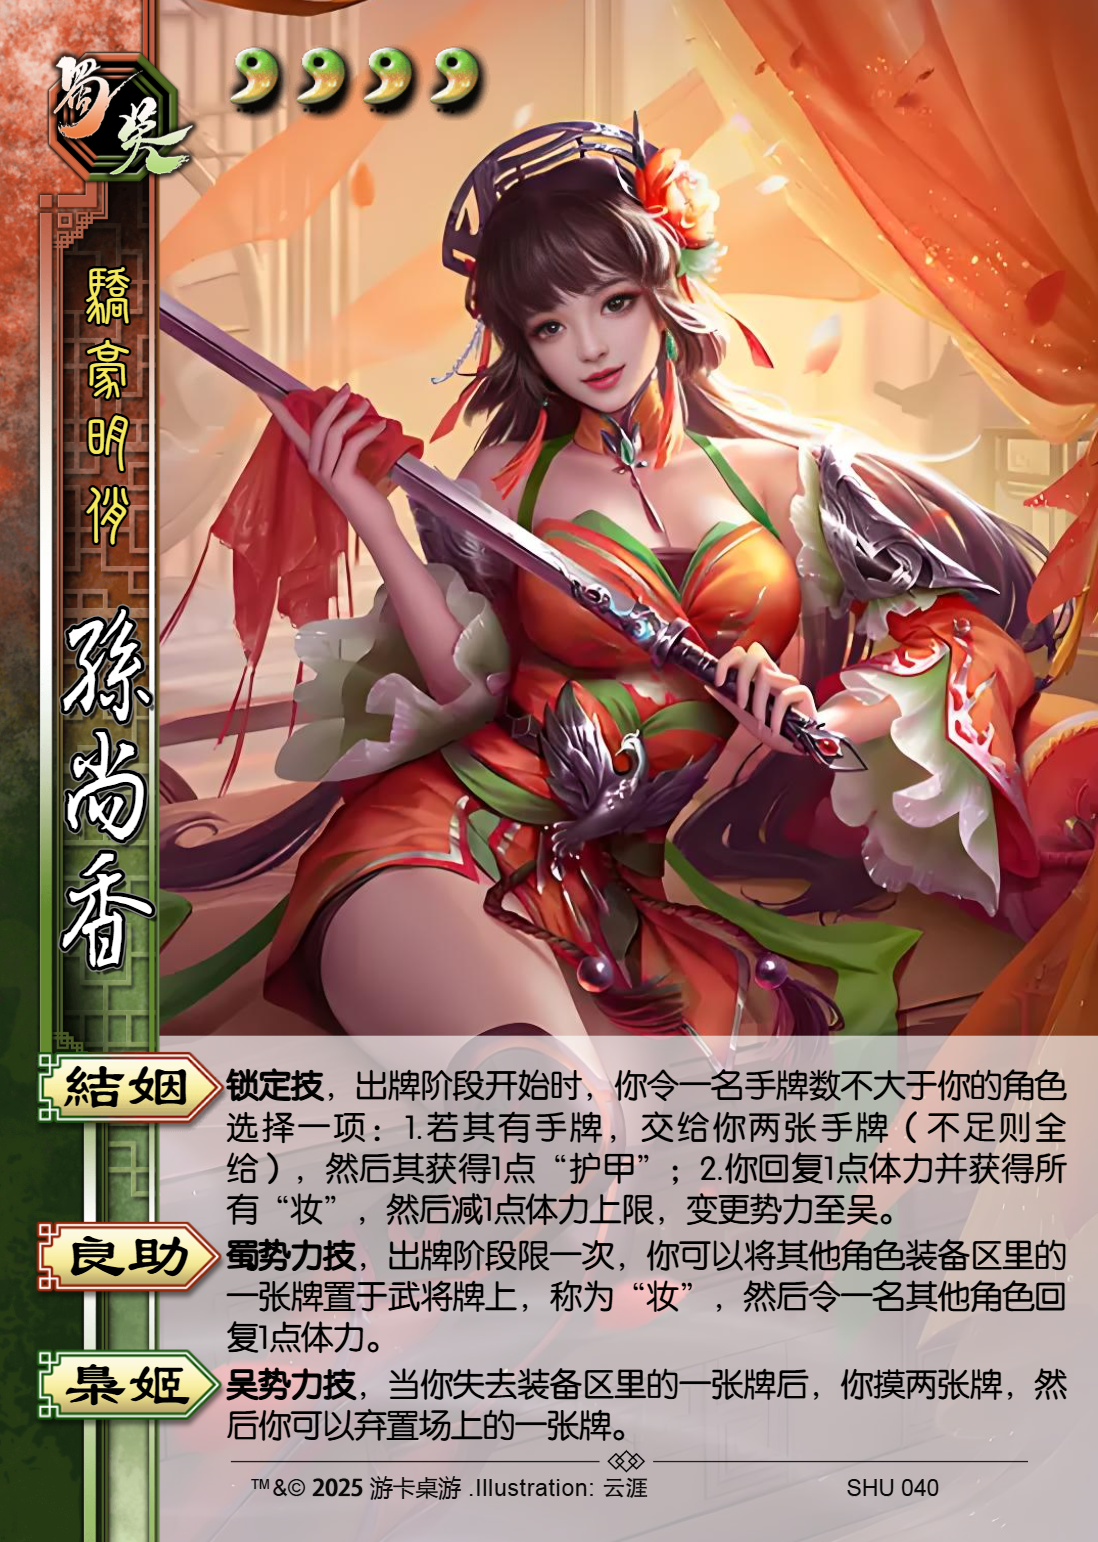 蜀吴
驕豪明俏
孫尚香
結姻
锁定技，出牌阶段开始时，你令一名手牌数不大于你的角色
选择一项：1.若其有手牌，交给你两张手牌（不足则全
给），然后其获得1点“护甲”；2.你回复1点体力并获得所
有“妆”，然后减1点体力上限，变更势力至吴。
良助
蜀势力技，出牌阶段限一次，你可以将其他角色装备区里的
一张牌置于武将牌上，称为“妆”，然后令一名其他角色回
复1点体力。
梟姬
吴势力技，当你失去装备区里的一张牌后，你摸两张牌，然
后你可以弃置场上的一张牌。
™&© 2025 游卡桌游 .Illustration: 云涯
SHU 040